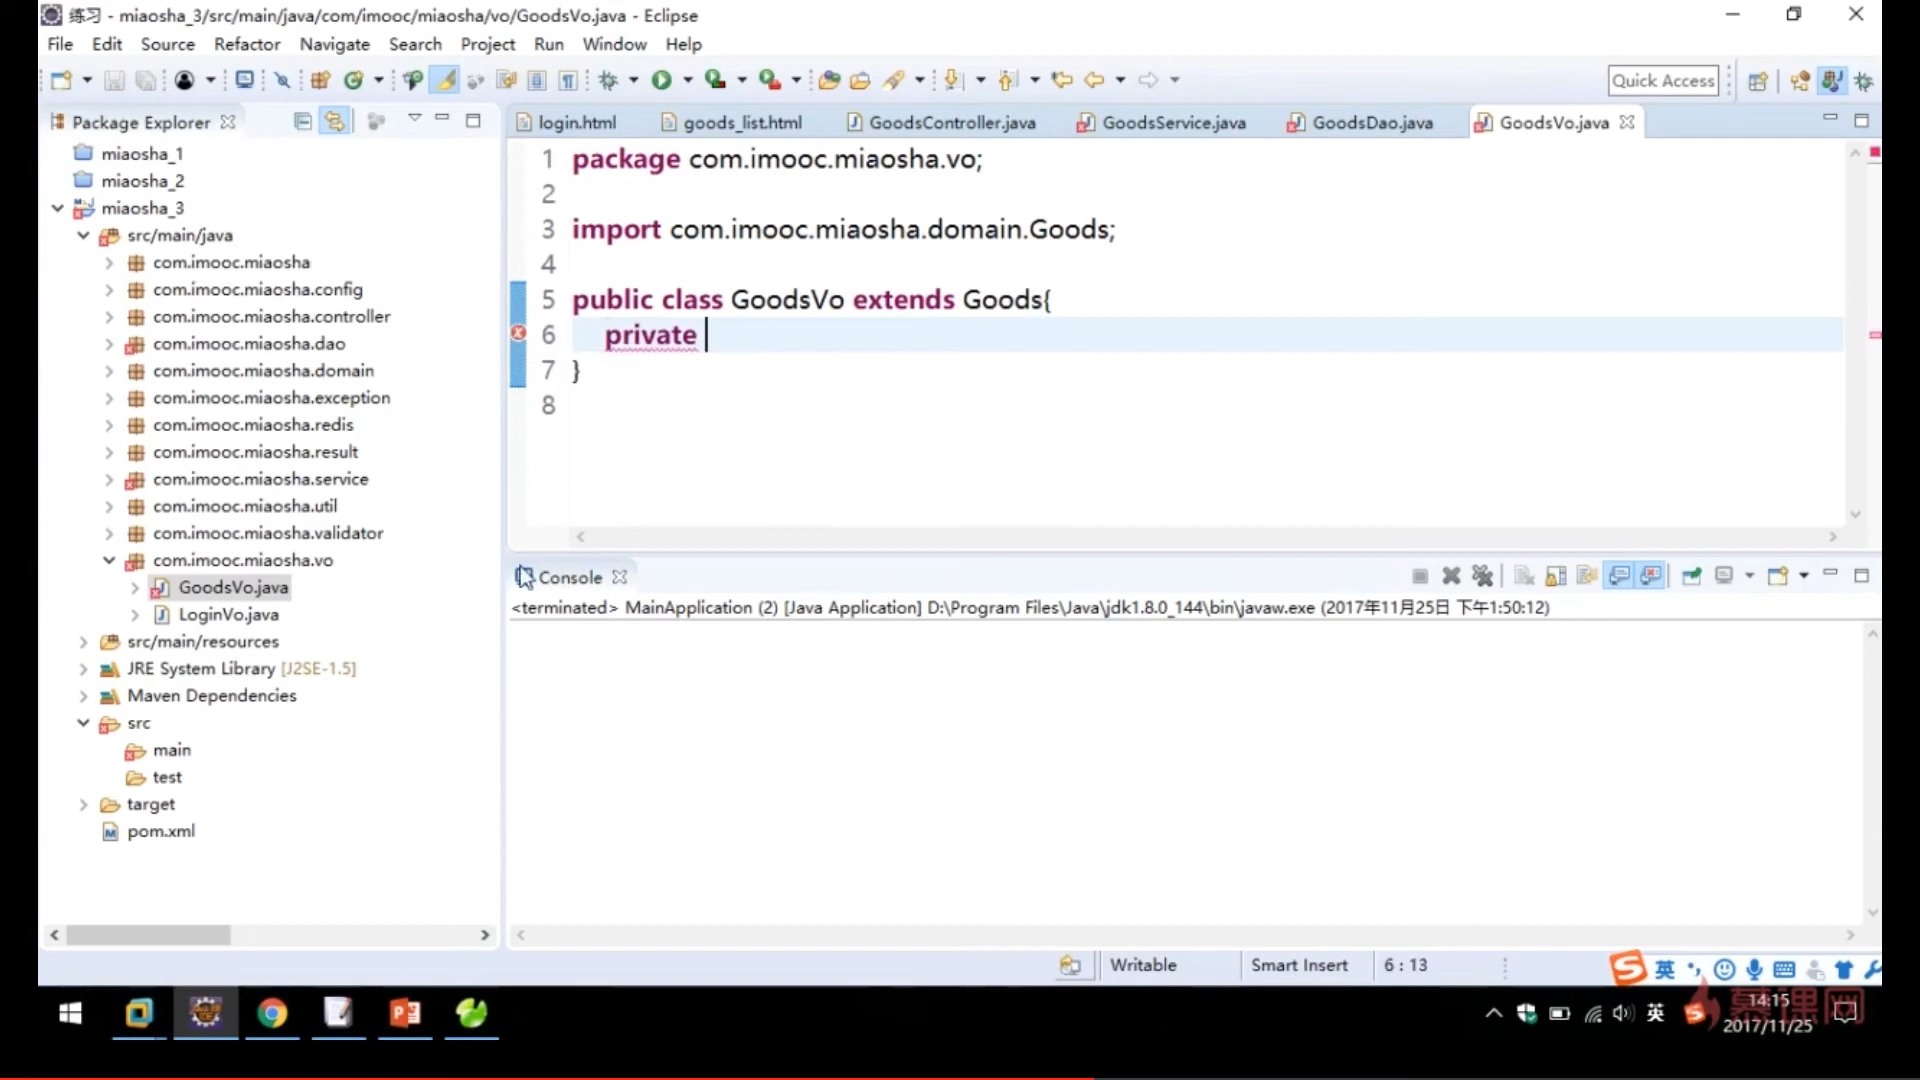 练习 - miaosha_3/src/main/java/com/imooc/miaosha/vo/GoodsVo.java - Eclipse
File Edit Source Refactor Navigate Search Project Run Window Help
Quick Access
Package Explorer
miaosha_1
miaosha_2
miaosha_3
src/main/java
com.imooc.miaosha
com.imooc.miaosha.config
com.imooc.miaosha.controller
com.imooc.miaosha.dao
com.imooc.miaosha.domain
com.imooc.miaosha.exception
com.imooc.miaosha.redis
com.imooc.miaosha.result
com.imooc.miaosha.service
com.imooc.miaosha.util
com.imooc.miaosha.validator
com.imooc.miaosha.vo
GoodsVo.java
LoginVo.java
src/main/resources
JRE System Library [J2SE-1.5]
Maven Dependencies
src
main
test
target
pom.xml
login.html goods_list.html GoodsController.java GoodsService.java GoodsDao.java GoodsVo.java
1 package com.imooc.miaosha.vo;
2
3 import com.imooc.miaosha.domain.Goods;
4
5 public class GoodsVo extends Goods{
6 private
7 }
8
Console
<terminated> MainApplication (2) [Java Application] D:\Program Files\Java\jdk1.8.0_144\bin\javaw.exe (2017年11月25日 下午1:50:12)
Writable Smart Insert 6 : 13
英
英
14:15
2017/11/25
慕课网